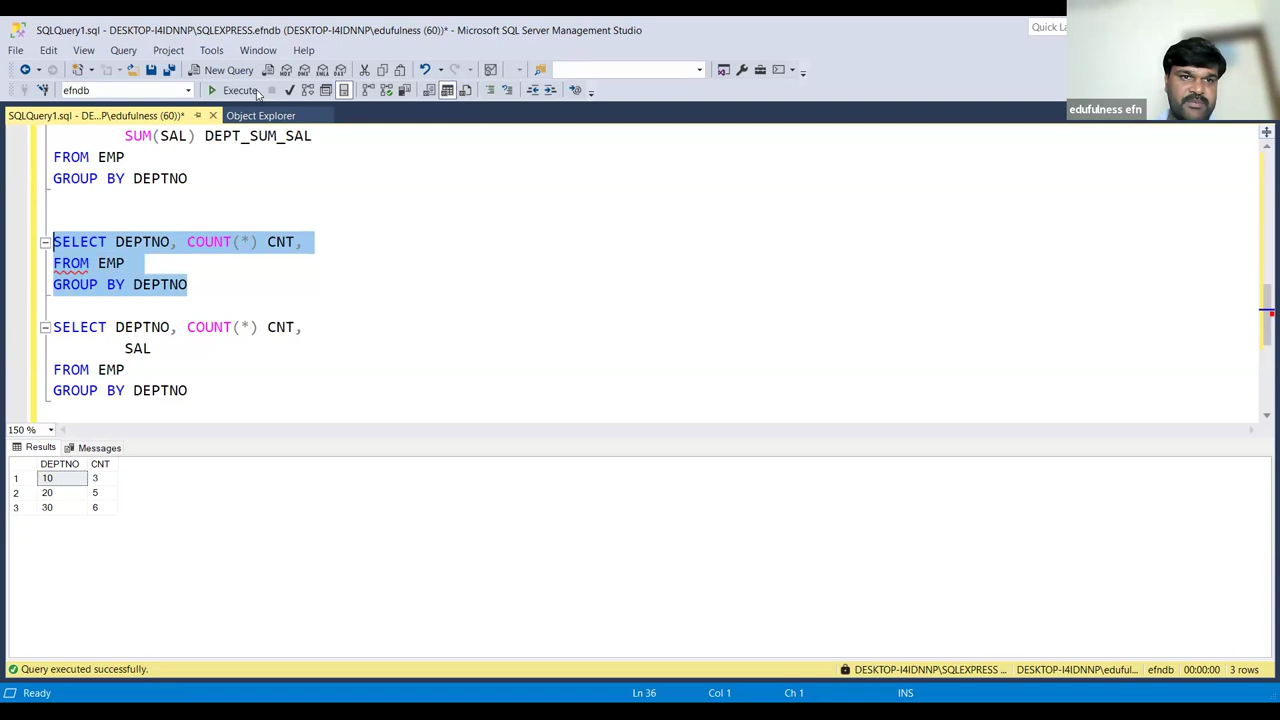 SQLQuery1.sql - DESKTOP-I4IDNNP\SQLEXPRESS.efndb (DESKTOP-I4IDNNP\edufulness (60))* - Microsoft SQL Server Management Studio
Quick La
File Edit View Query Project Tools Window Help
New Query
efndb
Execute
edufulness efn
SQLQuery1.sql - DE...P\edufulness (60))*
Object Explorer
SUM(SAL) DEPT_SUM_SAL
FROM EMP
GROUP BY DEPTNO
SELECT DEPTNO, COUNT(*) CNT,
FROM EMP
GROUP BY DEPTNO
SELECT DEPTNO, COUNT(*) CNT,
SAL
FROM EMP
GROUP BY DEPTNO
150 %
Results Messages
DEPTNO CNT
1 10 3
2 20 5
3 30 6
Query executed successfully.
DESKTOP-I4IDNNP\SQLEXPRESS ... DESKTOP-I4IDNNP\eduful... efndb 00:00:00 3 rows
Ready Ln 36 Col 1 Ch 1 INS